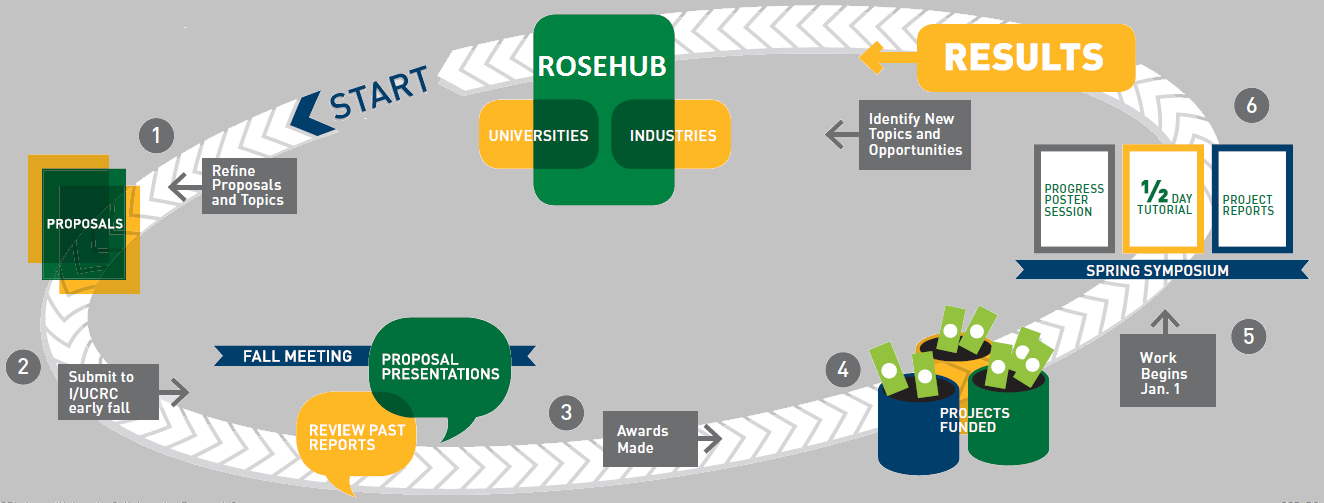 ROSEHUB
UNIVERSITIES
INDUSTRIES
START
RESULTS
1
Refine
Proposals
and Topics
PROPOSALS
2
Submit to
I/UCRC
early fall
FALL MEETING
PROPOSAL
PRESENTATIONS
REVIEW PAST
REPORTS
3
Awards
Made
4
PROJECTS
FUNDED
5
Work
Begins
Jan. 1
6
PROGRESS
POSTER
SESSION
½ DAY
TUTORIAL
PROJECT
REPORTS
SPRING SYMPOSIUM
Identify New
Topics and
Opportunities